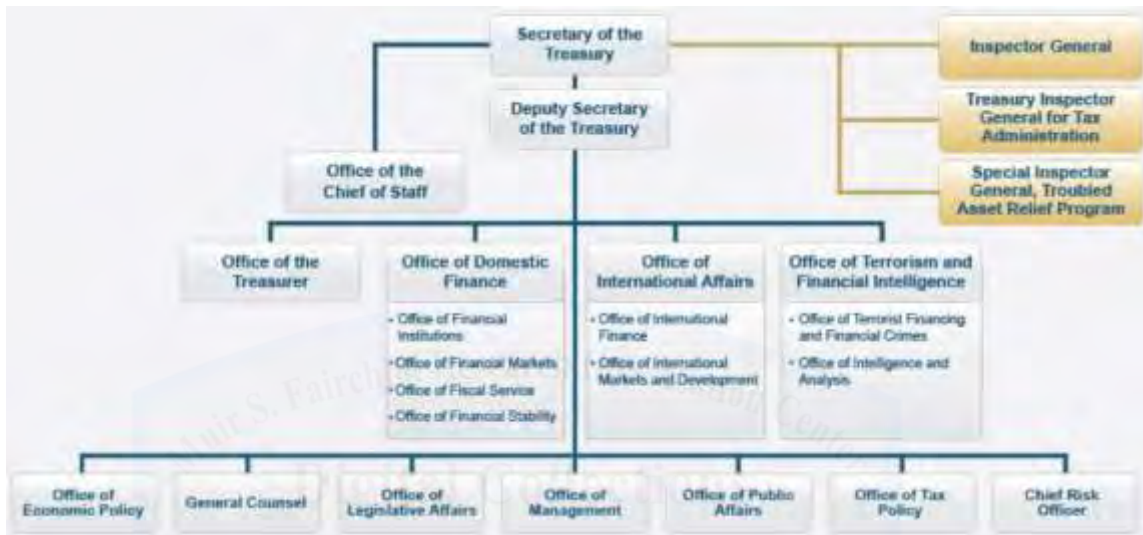 Secretary of the
Treasury
Inspector General
Deputy Secretary
of the Treasury
Treasury Inspector
General for Tax
Administration
Office of the
Chief of Staff
Special Inspector
General, Troubled
Asset Relief Program
Office of the
Treasurer
Office of Domestic
Finance
• Office of Financial
Institutions
• Office of Financial Markets
• Office of Fiscal Service
• Office of Financial Stability
Office of
International Affairs
• Office of International
Finance
• Office of International
Markets and Development
Office of Terrorism and
Financial Intelligence
• Office of Terrorist Financing
and Financial Crimes
• Office of Intelligence and
Analysis
Office of
Economic Policy
General Counsel
Office of
Legislative Affairs
Office of
Management
Office of Public
Affairs
Office of Tax
Policy
Chief Risk
Officer